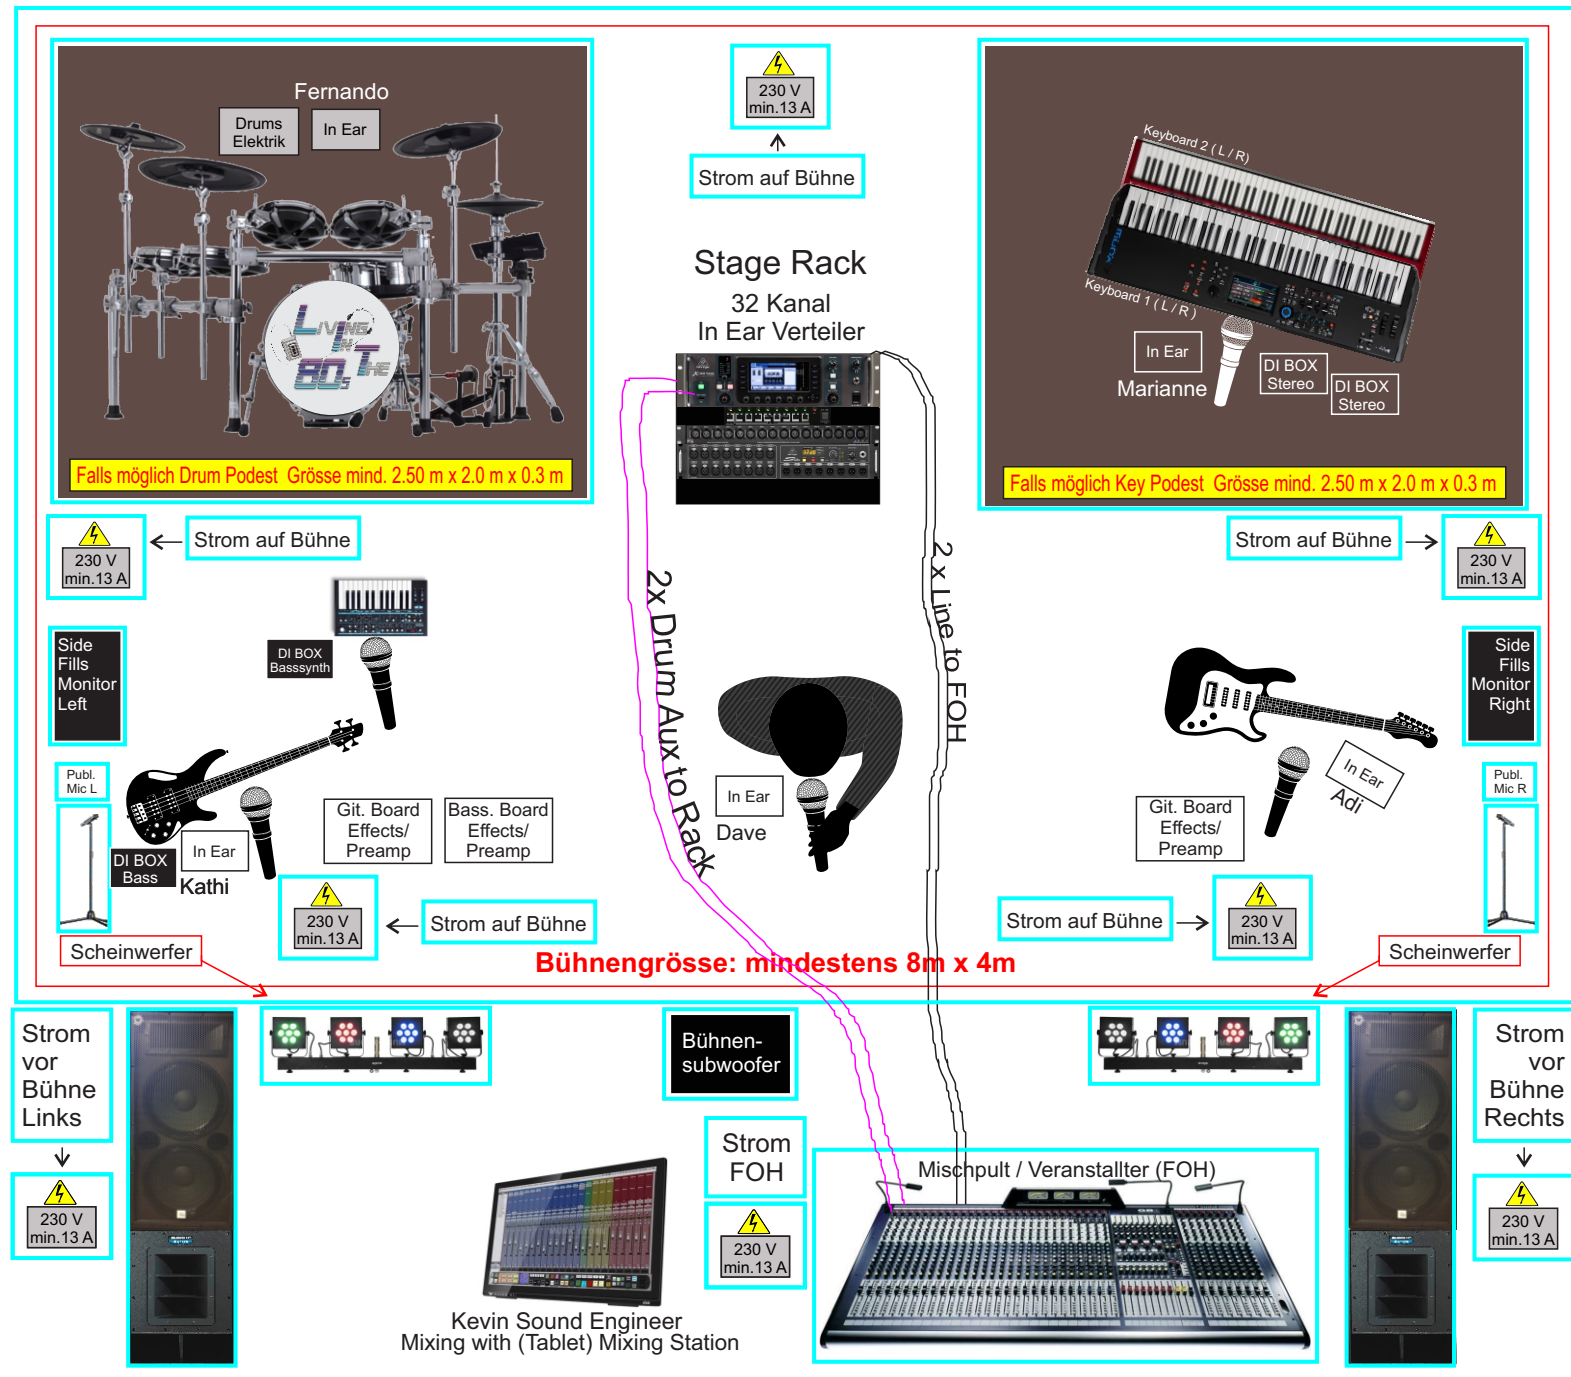 Fernando
Drums
Elektrik
In Ear
LIVING
IN
THE
80s
Falls möglich Drum Podest Grösse mind. 2.50 m x 2.0 m x 0.3 m
230 V
min.13 A
Strom auf Bühne
Stage Rack
32 Kanal
In Ear Verteiler
Keyboard 2 ( L / R)
Keyboard 1 ( L / R)
In Ear
Marianne
DI BOX
Stereo
DI BOX
Stereo
Falls möglich Key Podest Grösse mind. 2.50 m x 2.0 m x 0.3 m
230 V
min.13 A
Strom auf Bühne
Strom auf Bühne
230 V
min.13 A
2x Drum Aux to Rack
2 x Line to FOH
Side
Fills
Monitor
Left
DI BOX
Basssynth
Side
Fills
Monitor
Right
Publ.
Mic L
DI BOX
Bass
In Ear
Kathi
Git. Board
Effects/
Preamp
Bass. Board
Effects/
Preamp
In Ear
Dave
Git. Board
Effects/
Preamp
In Ear
Adi
Publ.
Mic R
230 V
min.13 A
Strom auf Bühne
Strom auf Bühne
230 V
min.13 A
Scheinwerfer
Scheinwerfer
Bühnengrösse: mindestens 8m x 4m
Strom
vor
Bühne
Links
230 V
min.13 A
Bühnen-
subwoofer
Strom
FOH
230 V
min.13 A
Mischpult / Veranstallter (FOH)
Strom
vor
Bühne
Rechts
230 V
min.13 A
Kevin Sound Engineer
Mixing with (Tablet) Mixing Station